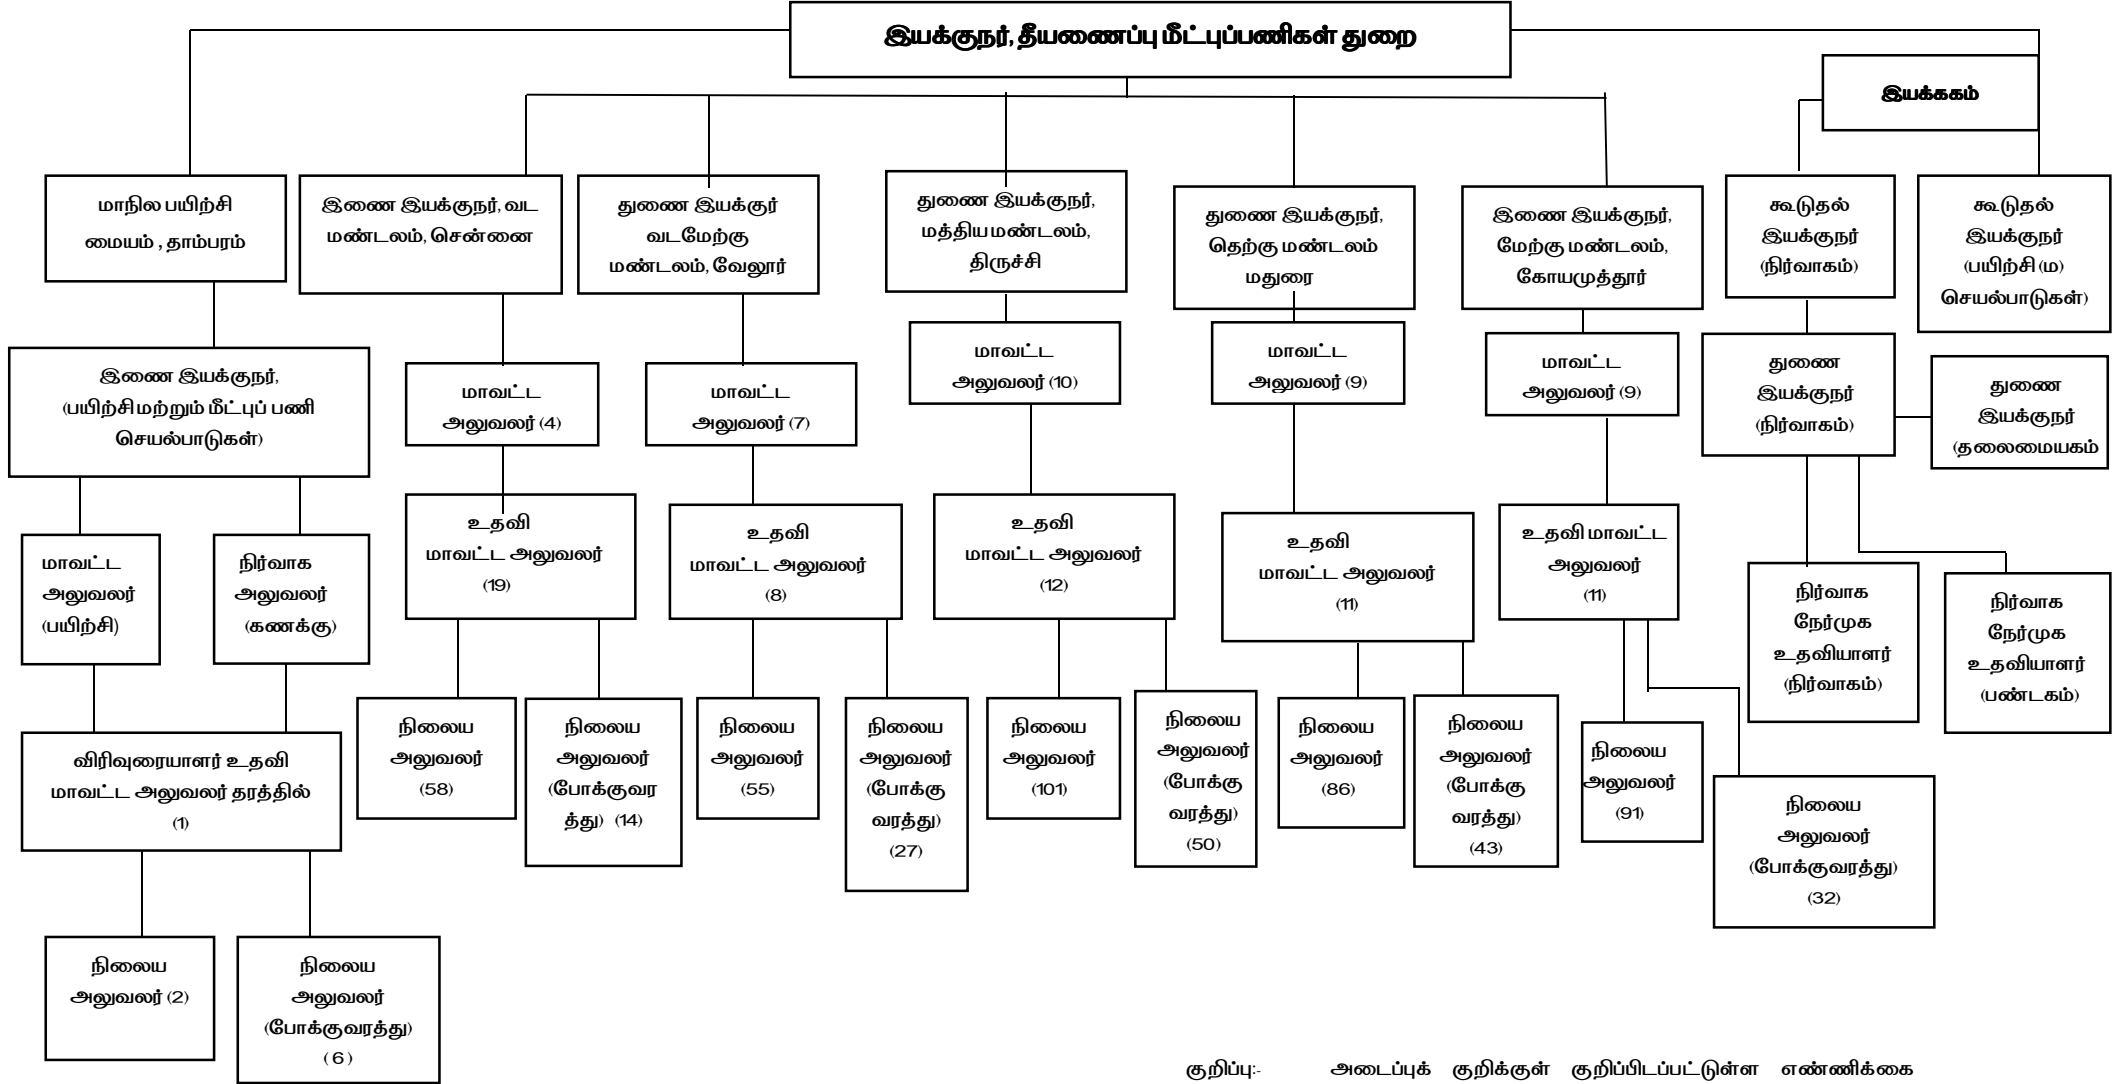 இயக்குநர், தீயணைப்பு மீட்புப்பணிகள் துறை
இயக்ககம்
மாநில பயிற்சி
மையம் , தாம்பரம்
இணை இயக்குநர், வட
மண்டலம், சென்னை
துணை இயக்குர்
வடமேற்கு
மண்டலம், வேலூர்
துணை இயக்குநர்,
மத்திய மண்டலம்,
திருச்சி
துணை இயக்குநர்,
தெற்கு மண்டலம்
மதுரை
இணை இயக்குநர்,
மேற்கு மண்டலம்,
கோயமுத்தூர்
கூடுதல்
இயக்குநர்
(நிர்வாகம்)
கூடுதல்
இயக்குநர்
(பயிற்சி (ம)
செயல்பாடுகள்)
இணை இயக்குநர்,
(பயிற்சி மற்றும் மீட்புப் பணி
செயல்பாடுகள்)
மாவட்ட
அலுவலர் (4)
மாவட்ட
அலுவலர் (7)
மாவட்ட
அலுவலர் (10)
மாவட்ட
அலுவலர் (9)
மாவட்ட
அலுவலர் (9)
துணை
இயக்குநர்
(நிர்வாகம்)
துணை
இயக்குநர்
(தலைமையகம்
மாவட்ட
அலுவலர்
(பயிற்சி)
நிர்வாக
அலுவலர்
(கணக்கு)
உதவி
மாவட்ட அலுவலர்
(19)
உதவி
மாவட்ட அலுவலர்
(8)
உதவி
மாவட்ட அலுவலர்
(12)
உதவி
மாவட்ட அலுவலர்
(11)
உதவி மாவட்ட
அலுவலர்
(11)
நிர்வாக
நேர்முக
உதவியாளர்
(நிர்வாகம்)
நிர்வாக
நேர்முக
உதவியாளர்
(பண்டகம்)
விரிவுரையாளர் உதவி
மாவட்ட அலுவலர் தரத்தில்
(1)
நிலைய
அலுவலர்
(58)
நிலைய
அலுவலர்
(போக்குவர
த்து) (14)
நிலைய
அலுவலர்
(55)
நிலைய
அலுவலர்
(போக்கு
வரத்து)
(27)
நிலைய
அலுவலர்
(101)
நிலைய
அலுவலர்
(போக்கு
வரத்து)
(50)
நிலைய
அலுவலர்
(86)
நிலைய
அலுவலர்
(போக்கு
வரத்து)
(43)
நிலைய
அலுவலர்
(91)
நிலைய
அலுவலர்
(போக்குவரத்து)
(32)
நிலைய
அலுவலர் (2)
நிலைய
அலுவலர்
(போக்குவரத்து)
( 6 )
குறிப்பு:- அடைப்புக் குறிக்குள் குறிப்பிடப்பட்டுள்ள எண்ணிக்கை